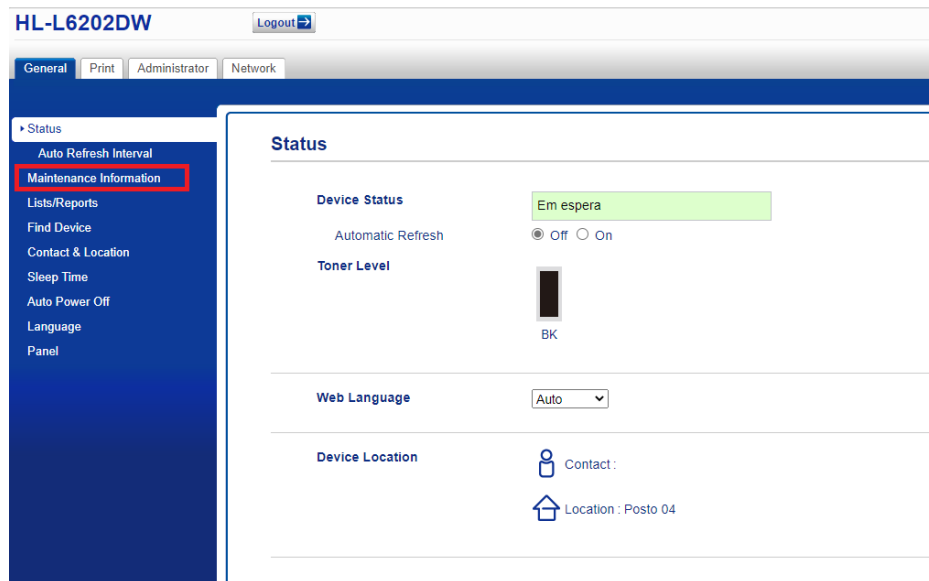 HL-L6202DW
Logout
General Print Administrator Network
Status
Auto Refresh Interval
Maintenance Information
Lists/Reports
Find Device
Contact & Location
Sleep Time
Auto Power Off
Language
Panel
Status
Device Status Em espera
Automatic Refresh Off On
Toner Level
BK
Web Language Auto
Device Location Contact :
Location : Posto 04